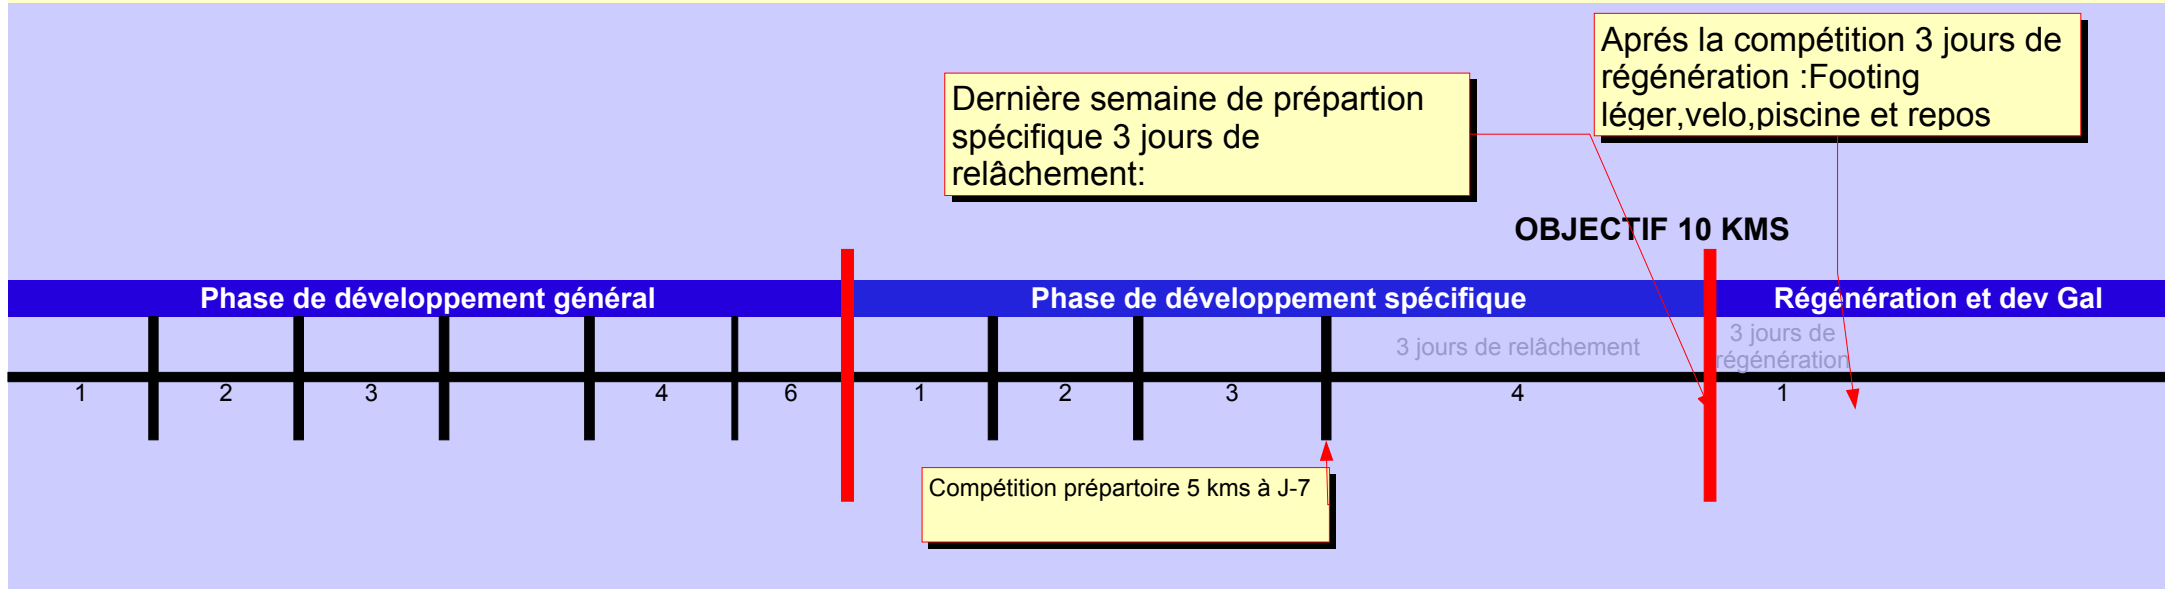 Aprés la compétition 3 jours de
régénération :Footing
léger,velo,piscine et repos
Dernière semaine de prépartion
spécifique 3 jours de
relâchement:
OBJECTIF 10 KMS
Phase de développement général
Phase de développement spécifique
Régénération et dev Gal
3 jours de relâchement
3 jours de
régénération
1 2 3 4 6 1 2 3 4 1
Compétition prépartoire 5 kms à J-7